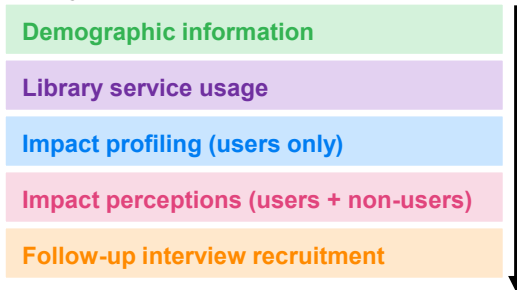 Demographic information
Library service usage
Impact profiling (users only)
Impact perceptions (users + non-users)
Follow-up interview recruitment